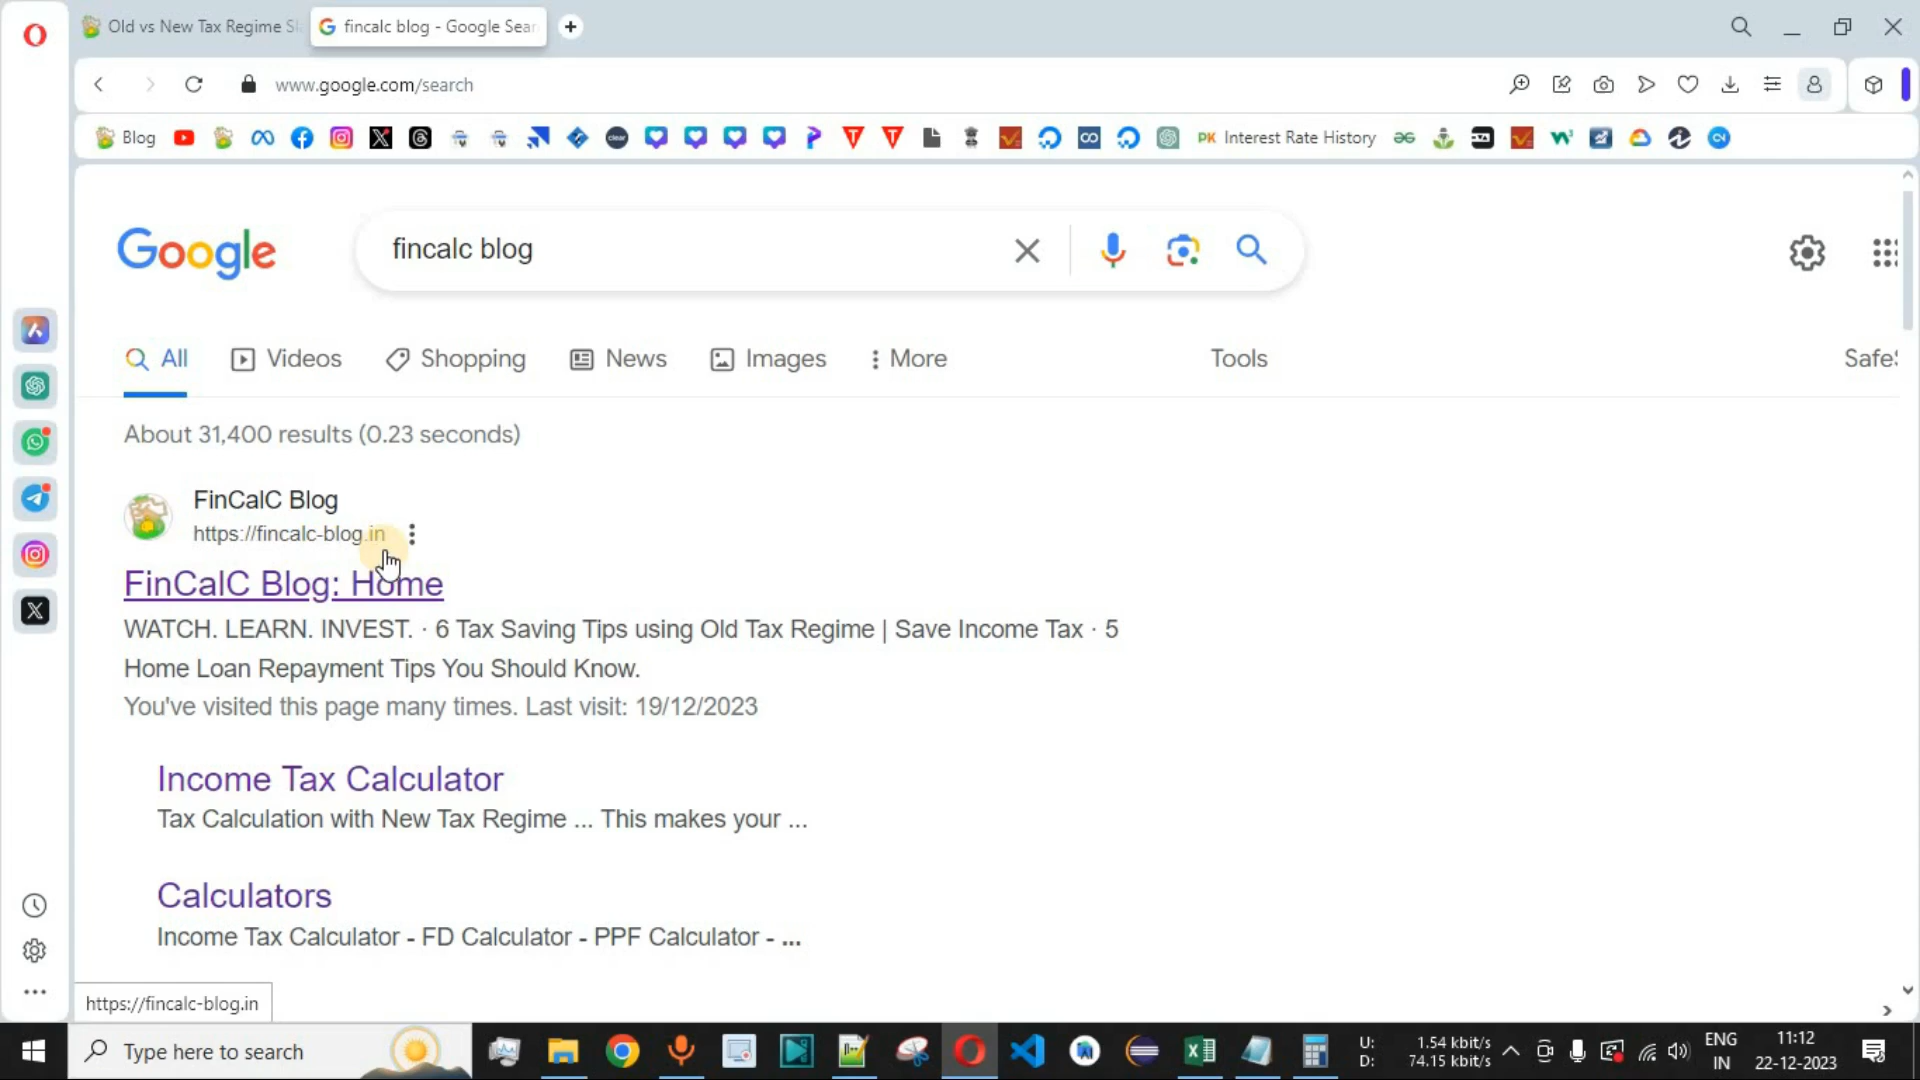 Old vs New Tax Regime Sl
fincalc blog - Google Sear
www.google.com/search
Blog
PK Interest Rate History
Google
fincalc blog
All
Videos
Shopping
News
Images
More
Tools
Safe
About 31,400 results (0.23 seconds)
FinCalC Blog
https://fincalc-blog.in
FinCalC Blog: Home
WATCH. LEARN. INVEST. · 6 Tax Saving Tips using Old Tax Regime | Save Income Tax · 5
Home Loan Repayment Tips You Should Know.
You've visited this page many times. Last visit: 19/12/2023
Income Tax Calculator
Tax Calculation with New Tax Regime ... This makes your ...
Calculators
Income Tax Calculator - FD Calculator - PPF Calculator - ...
https://fincalc-blog.in
Type here to search
U: 1.54 kbit/s
D: 74.15 kbit/s
ENG
IN
11:12
22-12-2023